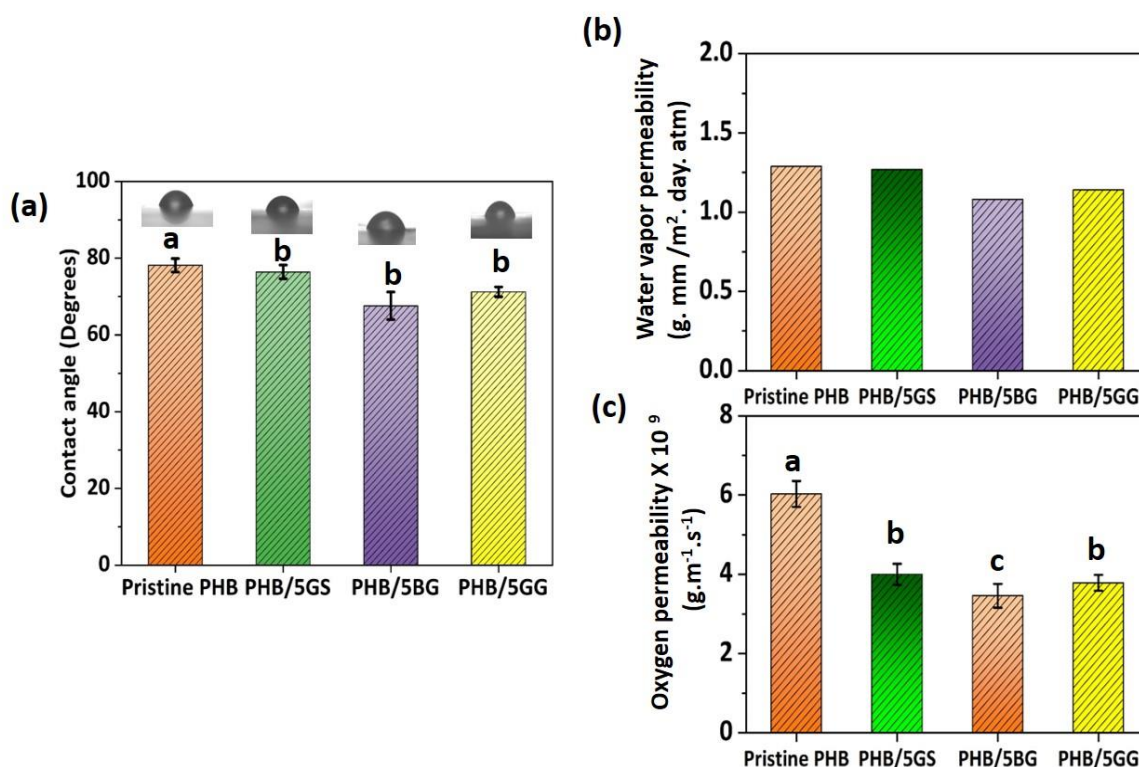 (a)
Contact angle (Degrees)
100
80
60
40
20
0
a
b
b
b
Pristine PHB PHB/5GS PHB/5BG PHB/5GG
(b)
Water vapor permeability
(g. mm /m². day. atm)
2.0
1.5
1.0
0.5
0.0
Pristine PHB PHB/5GS PHB/5BG PHB/5GG
(c)
Oxygen permeability X 10 ⁹
(g.m⁻¹.s⁻¹)
8
6
4
2
0
a
b
c
b
Pristine PHB PHB/5GS PHB/5BG PHB/5GG